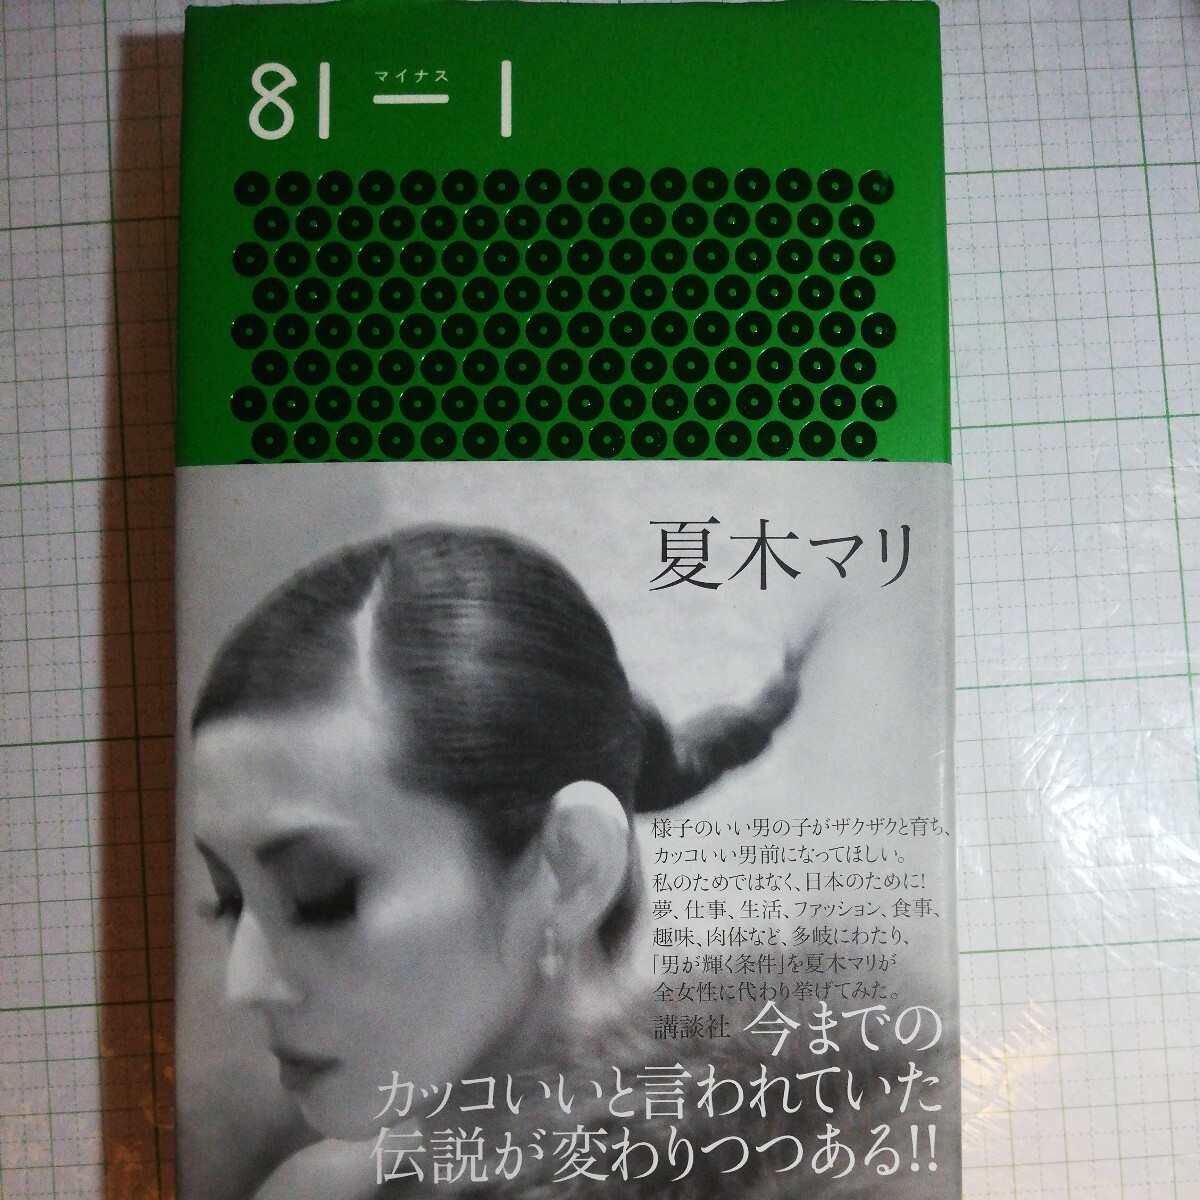 81 ー 1
マイナス
夏木マリ
様子のいい男の子がザクザクと育ち、
カッコいい男前になってほしい。
私のためではなく、日本のために!
夢、仕事、生活、ファッション、食事、
趣味、肉体など、多岐にわたり、
「男が輝く条件」を夏木マリが
全女性に代わり挙げてみた。
講談社
今までの
カッコいいと言われていた
伝説が変わりつつある!!